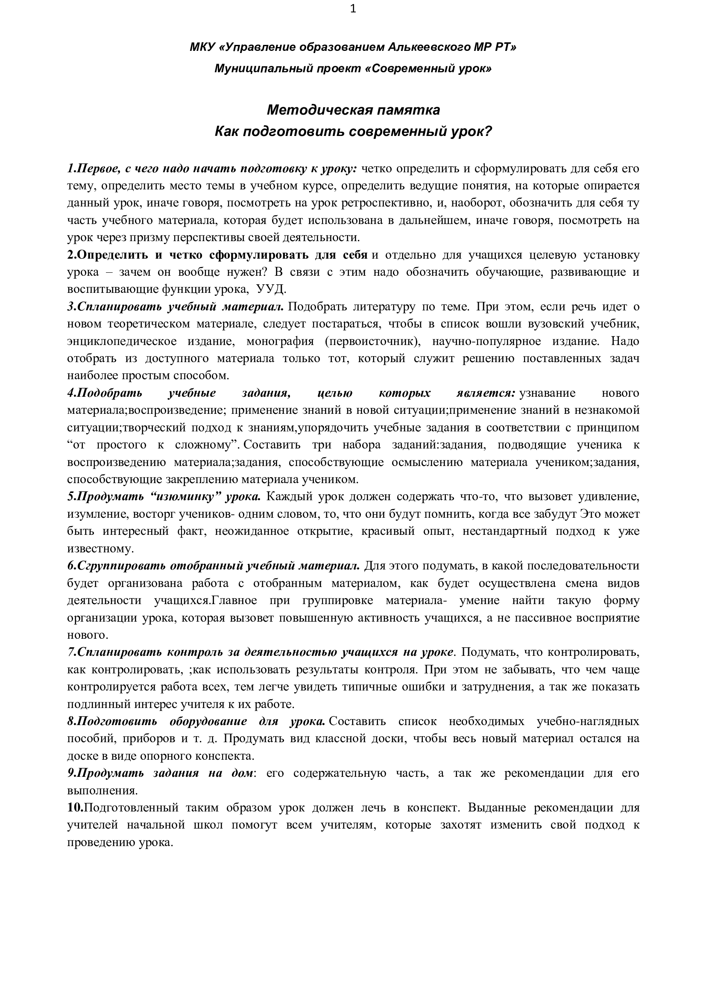 1
МКУ «Управление образованием Алькеевского МР РТ»
Муниципальный проект «Современный урок»
Методическая памятка
Как подготовить современный урок?
1.Первое, с чего надо начать подготовку к уроку: четко определить и сформулировать для себя его
тему, определить место темы в учебном курсе, определить ведущие понятия, на которые опирается
данный урок, иначе говоря, посмотреть на урок ретроспективно, и, наоборот, обозначить для себя ту
часть учебного материала, которая будет использована в дальнейшем, иначе говоря, посмотреть на
урок через призму перспективы своей деятельности.
2.Определить и четко сформулировать для себя и отдельно для учащихся целевую установку
урока – зачем он вообще нужен? В связи с этим надо обозначить обучающие, развивающие и
воспитывающие функции урока,  УУД.
3.Спланировать учебный материал. Подобрать литературу по теме. При этом, если речь идет о
новом теоретическом материале, следует постараться, чтобы в список вошли вузовский учебник,
энциклопедическое издание, монография (первоисточник), научно-популярное издание. Надо
отобрать из доступного материала только тот, который служит решению поставленных задач
наиболее простым способом.
4.Подобрать учебные задания, целью которых является: узнавание нового
материала;воспроизведение; применение знаний в новой ситуации;применение знаний в незнакомой
ситуации;творческий подход к знаниям,упорядочить учебные задания в соответствии с принципом
“от простого к сложному”. Составить три набора заданий:задания, подводящие ученика к
воспроизведению материала;задания, способствующие осмыслению материала учеником;задания,
способствующие закреплению материала учеником.
5.Продумать “изюминку” урока. Каждый урок должен содержать что-то, что вызовет удивление,
изумление, восторг учеников- одним словом, то, что они будут помнить, когда все забудут Это может
быть интересный факт, неожиданное открытие, красивый опыт, нестандартный подход к уже
известному.
6.Сгруппировать отобранный учебный материал. Для этого подумать, в какой последовательности
будет организована работа с отобранным материалом, как будет осуществлена смена видов
деятельности учащихся.Главное при группировке материала- умение найти такую форму
организации урока, которая вызовет повышенную активность учащихся, а не пассивное восприятие
нового.
7.Спланировать контроль за деятельностью учащихся на уроке. Подумать, что контролировать,
как контролировать, ;как использовать результаты контроля. При этом не забывать, что чем чаще
контролируется работа всех, тем легче увидеть типичные ошибки и затруднения, а так же показать
подлинный интерес учителя к их работе.
8.Подготовить оборудование для урока. Составить список необходимых учебно-наглядных
пособий, приборов и т. д. Продумать вид классной доски, чтобы весь новый материал остался на
доске в виде опорного конспекта.
9.Продумать задания на дом: его содержательную часть, а так же рекомендации для его
выполнения.
10.Подготовленный таким образом урок должен лечь в конспект. Выданные рекомендации для
учителей начальной школ помогут всем учителям, которые захотят изменить свой подход к
проведению урока.